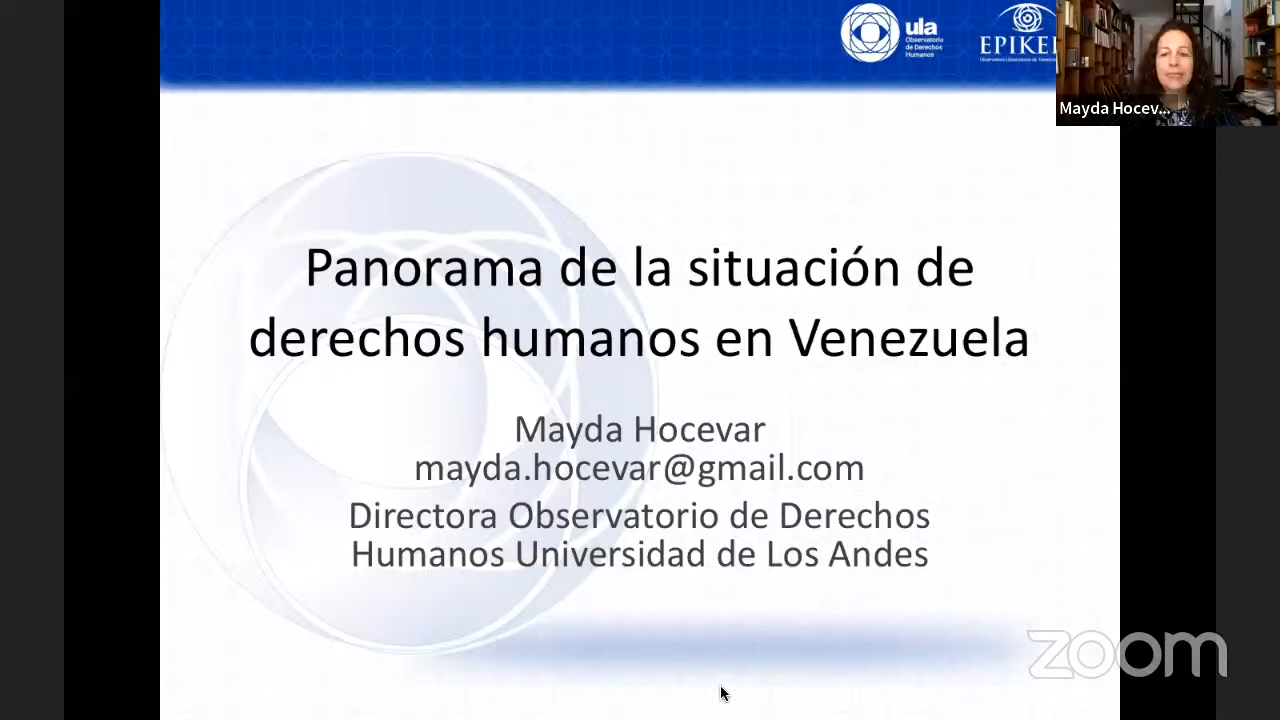 ula
Observatorio
de Derechos
Humanos
EPIKE
Mayda Hocev...
Panorama de la situación de
derechos humanos en Venezuela
Mayda Hocevar
mayda.hocevar@gmail.com
Directora Observatorio de Derechos
Humanos Universidad de Los Andes
zoom